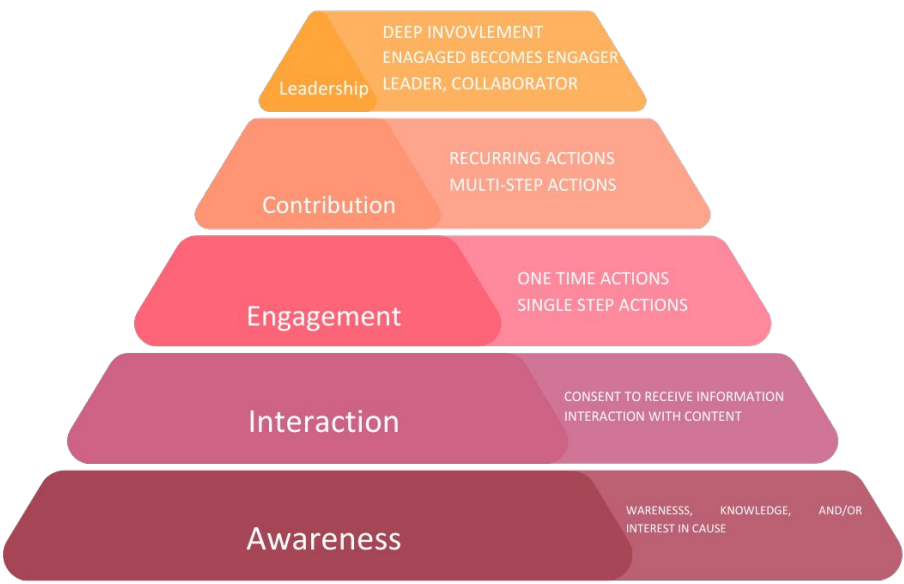 DEEP INVOVLEMENT
ENAGAGED BECOMES ENGAGER
LEADER, COLLABORATOR
Leadership
RECURRING ACTIONS
MULTI-STEP ACTIONS
Contribution
ONE TIME ACTIONS
SINGLE STEP ACTIONS
Engagement
CONSENT TO RECEIVE INFORMATION
INTERACTION WITH CONTENT
Interaction
WARENESSS, KNOWLEDGE, AND/OR
INTEREST IN CAUSE
Awareness